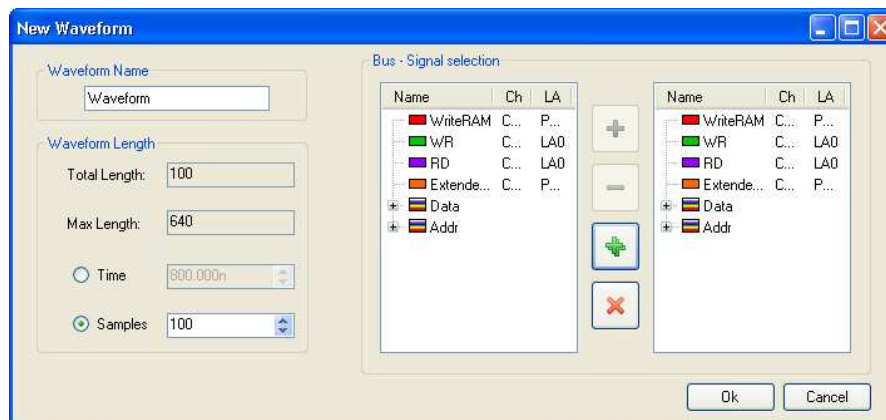 New Waveform
Waveform Name
Waveform
Waveform Length
Total Length: 100
Max Length: 640
Time 800.000n
Samples 100
Bus - Signal selection
Name Ch LA
WriteRAM C... P...
WR C... LA0
RD C... LA0
Extende... C... P...
Data
Addr
Name Ch LA
WriteRAM C... P...
WR C... LA0
RD C... LA0
Extende... C... P...
Data
Addr
Ok Cancel